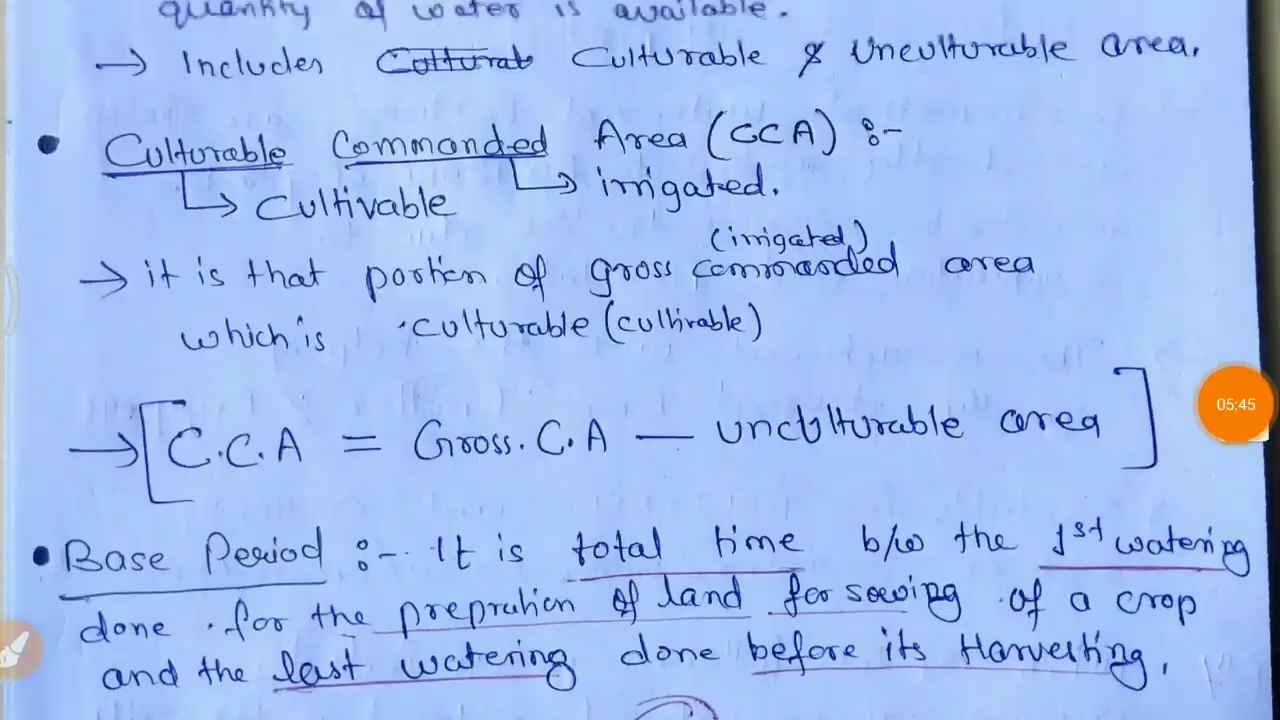 quantity of water is available.
→ Includes Cultural Culturable & Unculturable area.
• Culturable Commanded Area (CCA) :-
↳ Cultivable ↳ irrigated.
(irrigated)
→ it is that portion of gross commanded area
which is culturable (cultivable)
→ [C.C.A = Gross. C.A — unculturable area]
05:45
• Base Period :- It is total time b/w the 1st watering
done for the prepration of land for sowing of a crop
and the last watering done before its Harvesting.